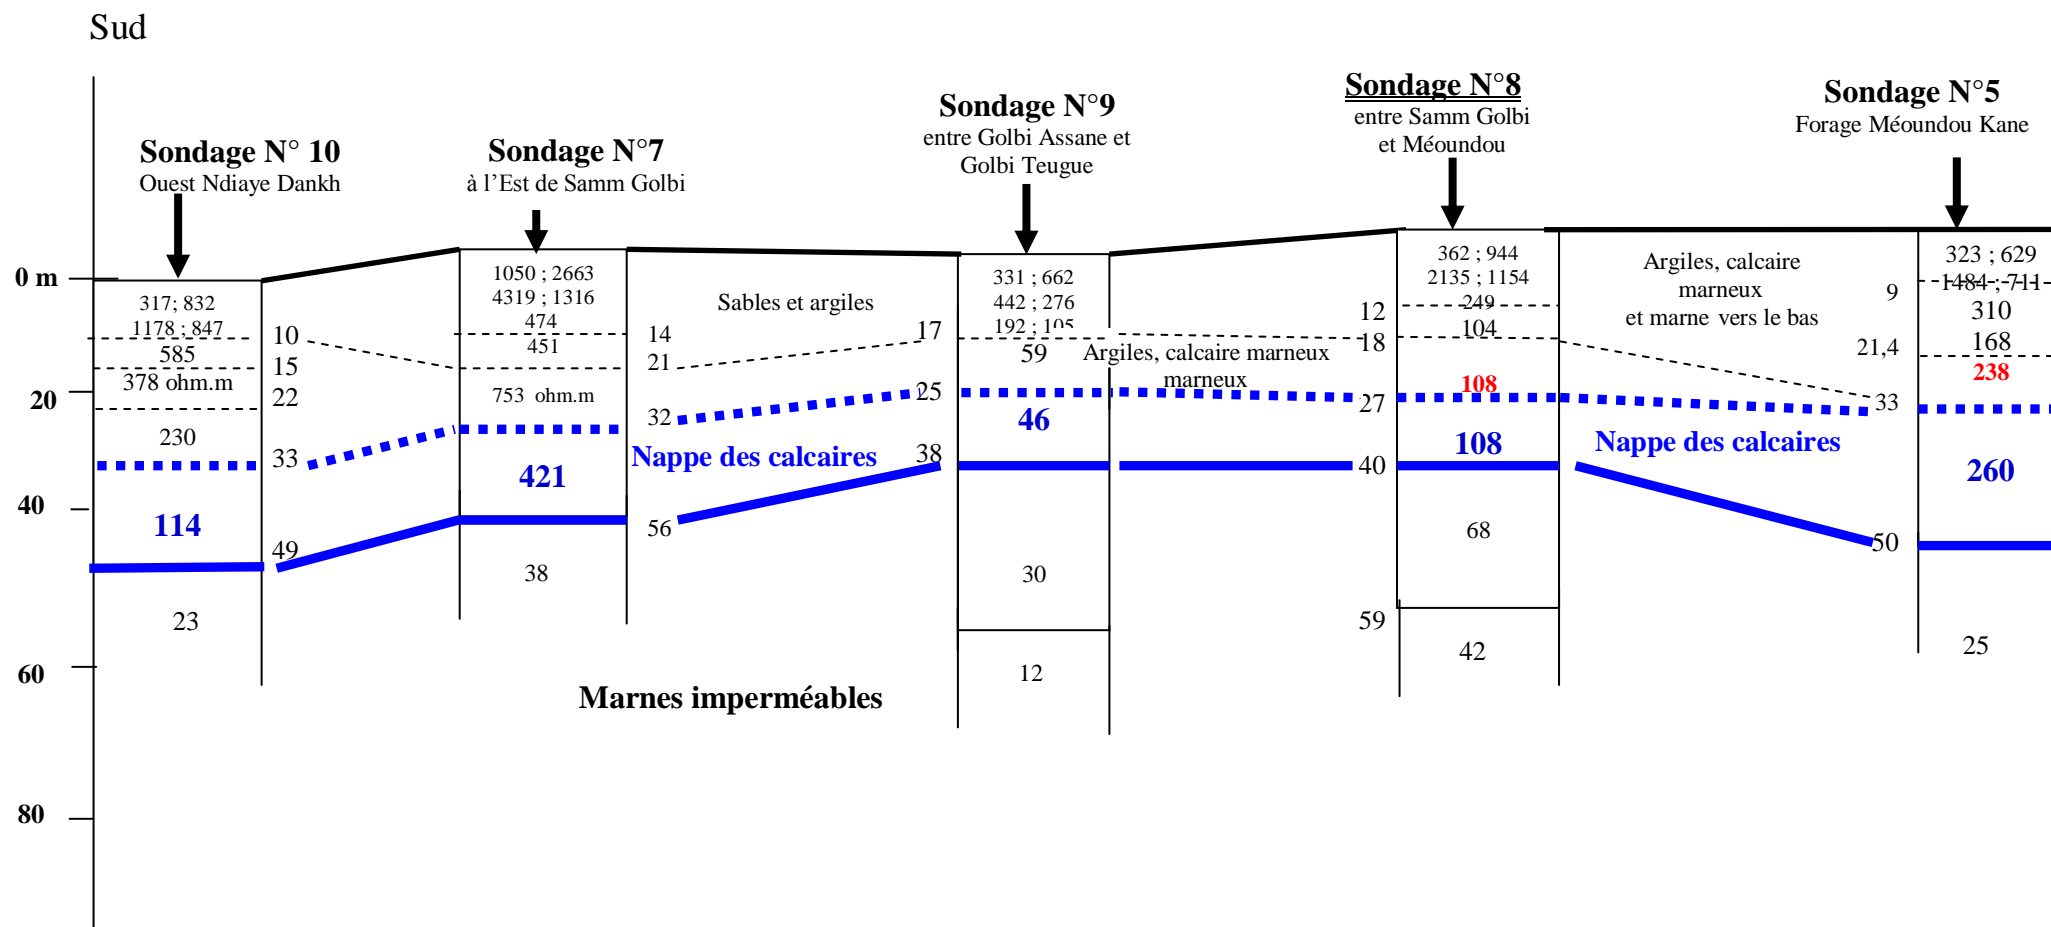 Sud
Sondage N° 10
Ouest Ndiaye Dankh
Sondage N°7
à l'Est de Samm Golbi
Sondage N°9
entre Golbi Assane et
Golbi Teugue
Sondage N°8
entre Samm Golbi
et Méoundou
Sondage N°5
Forage Méoundou Kane
0 m
20
40
60
80
317; 832
1178 ; 847
585
378 ohm.m
230
114
23
10
15
22
33
49
1050 ; 2663
4319 ; 1316
474
451
753 ohm.m
421
38
14
21
32
56
Sables et argiles
Nappe des calcaires
Marnes imperméables
17
25
38
331 ; 662
442 ; 276
192 ; 105
59
46
30
12
Argiles, calcaire marneux
marneux
12
18
27
40
59
362 ; 944
2135 ; 1154
249
104
108
108
68
42
Argiles, calcaire
marneux
et marne vers le bas
Nappe des calcaires
9
21,4
33
50
323 ; 629
1484 ; 711
310
168
238
260
25